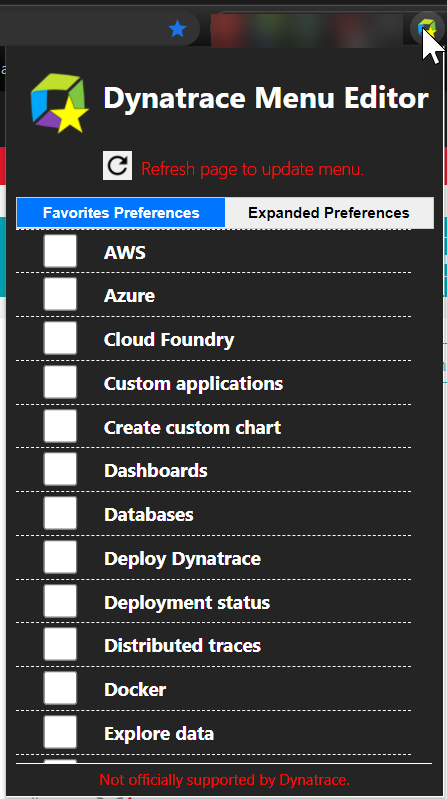 Dynatrace Menu Editor
Refresh page to update menu.
Favorites Preferences Expanded Preferences
AWS
Azure
Cloud Foundry
Custom applications
Create custom chart
Dashboards
Databases
Deploy Dynatrace
Deployment status
Distributed traces
Docker
Explore data
Not officially supported by Dynatrace.